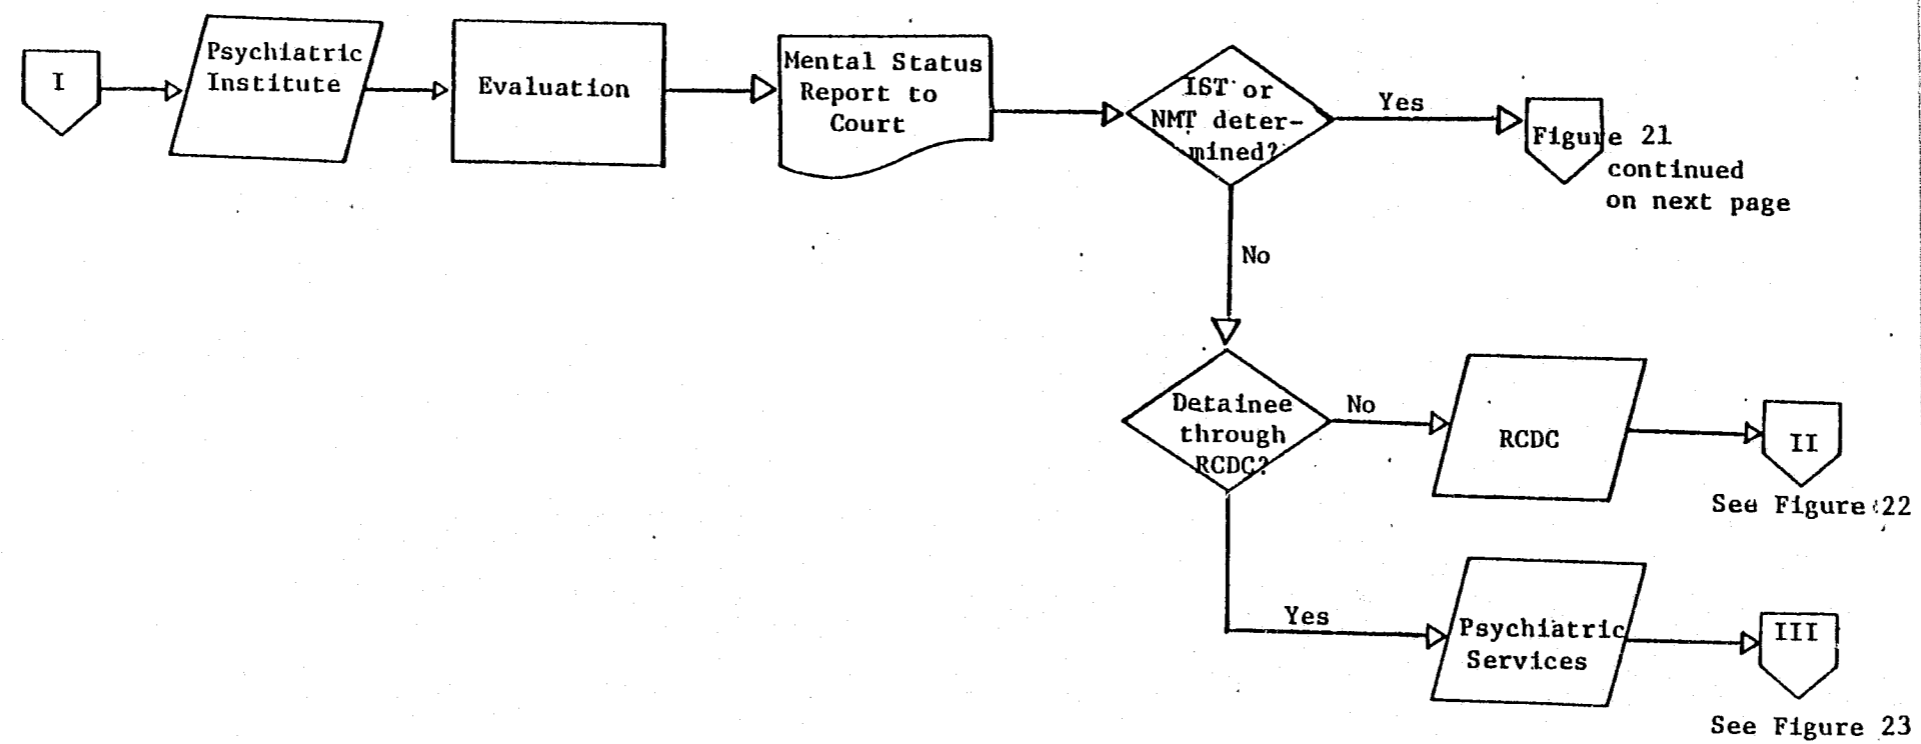 I
Psychiatric
Institute
Evaluation
Mental Status
Report to
Court
IST or
NMT deter-
mined?
Yes
Figure 21
continued
on next page
No
Detainee
through
RCDC?
No
RCDC
II
See Figure 22
Yes
Psychiatric
Services
III
See Figure 23